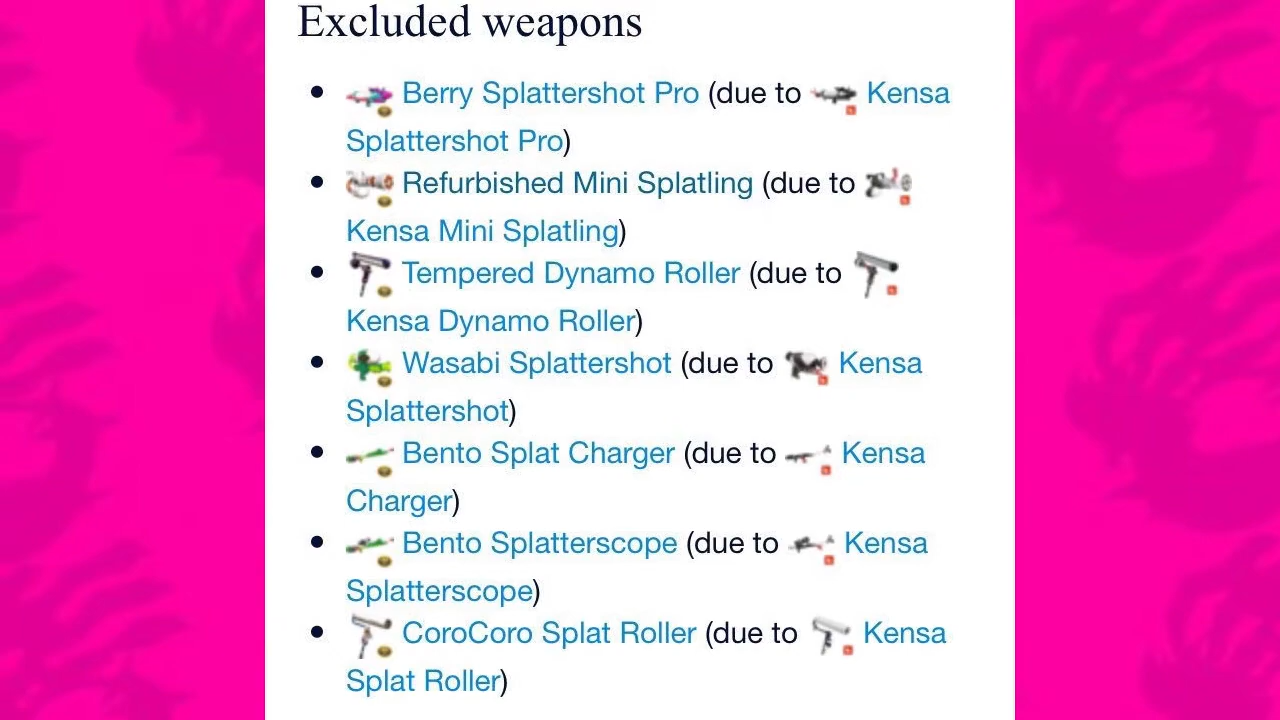 Excluded weapons
Berry Splattershot Pro (due to Kensa
Splattershot Pro)
Refurbished Mini Splatling (due to
Kensa Mini Splatling)
Tempered Dynamo Roller (due to
Kensa Dynamo Roller)
Wasabi Splattershot (due to Kensa
Splattershot)
Bento Splat Charger (due to Kensa
Charger)
Bento Splatterscope (due to Kensa
Splatterscope)
CoroCoro Splat Roller (due to Kensa
Splat Roller)